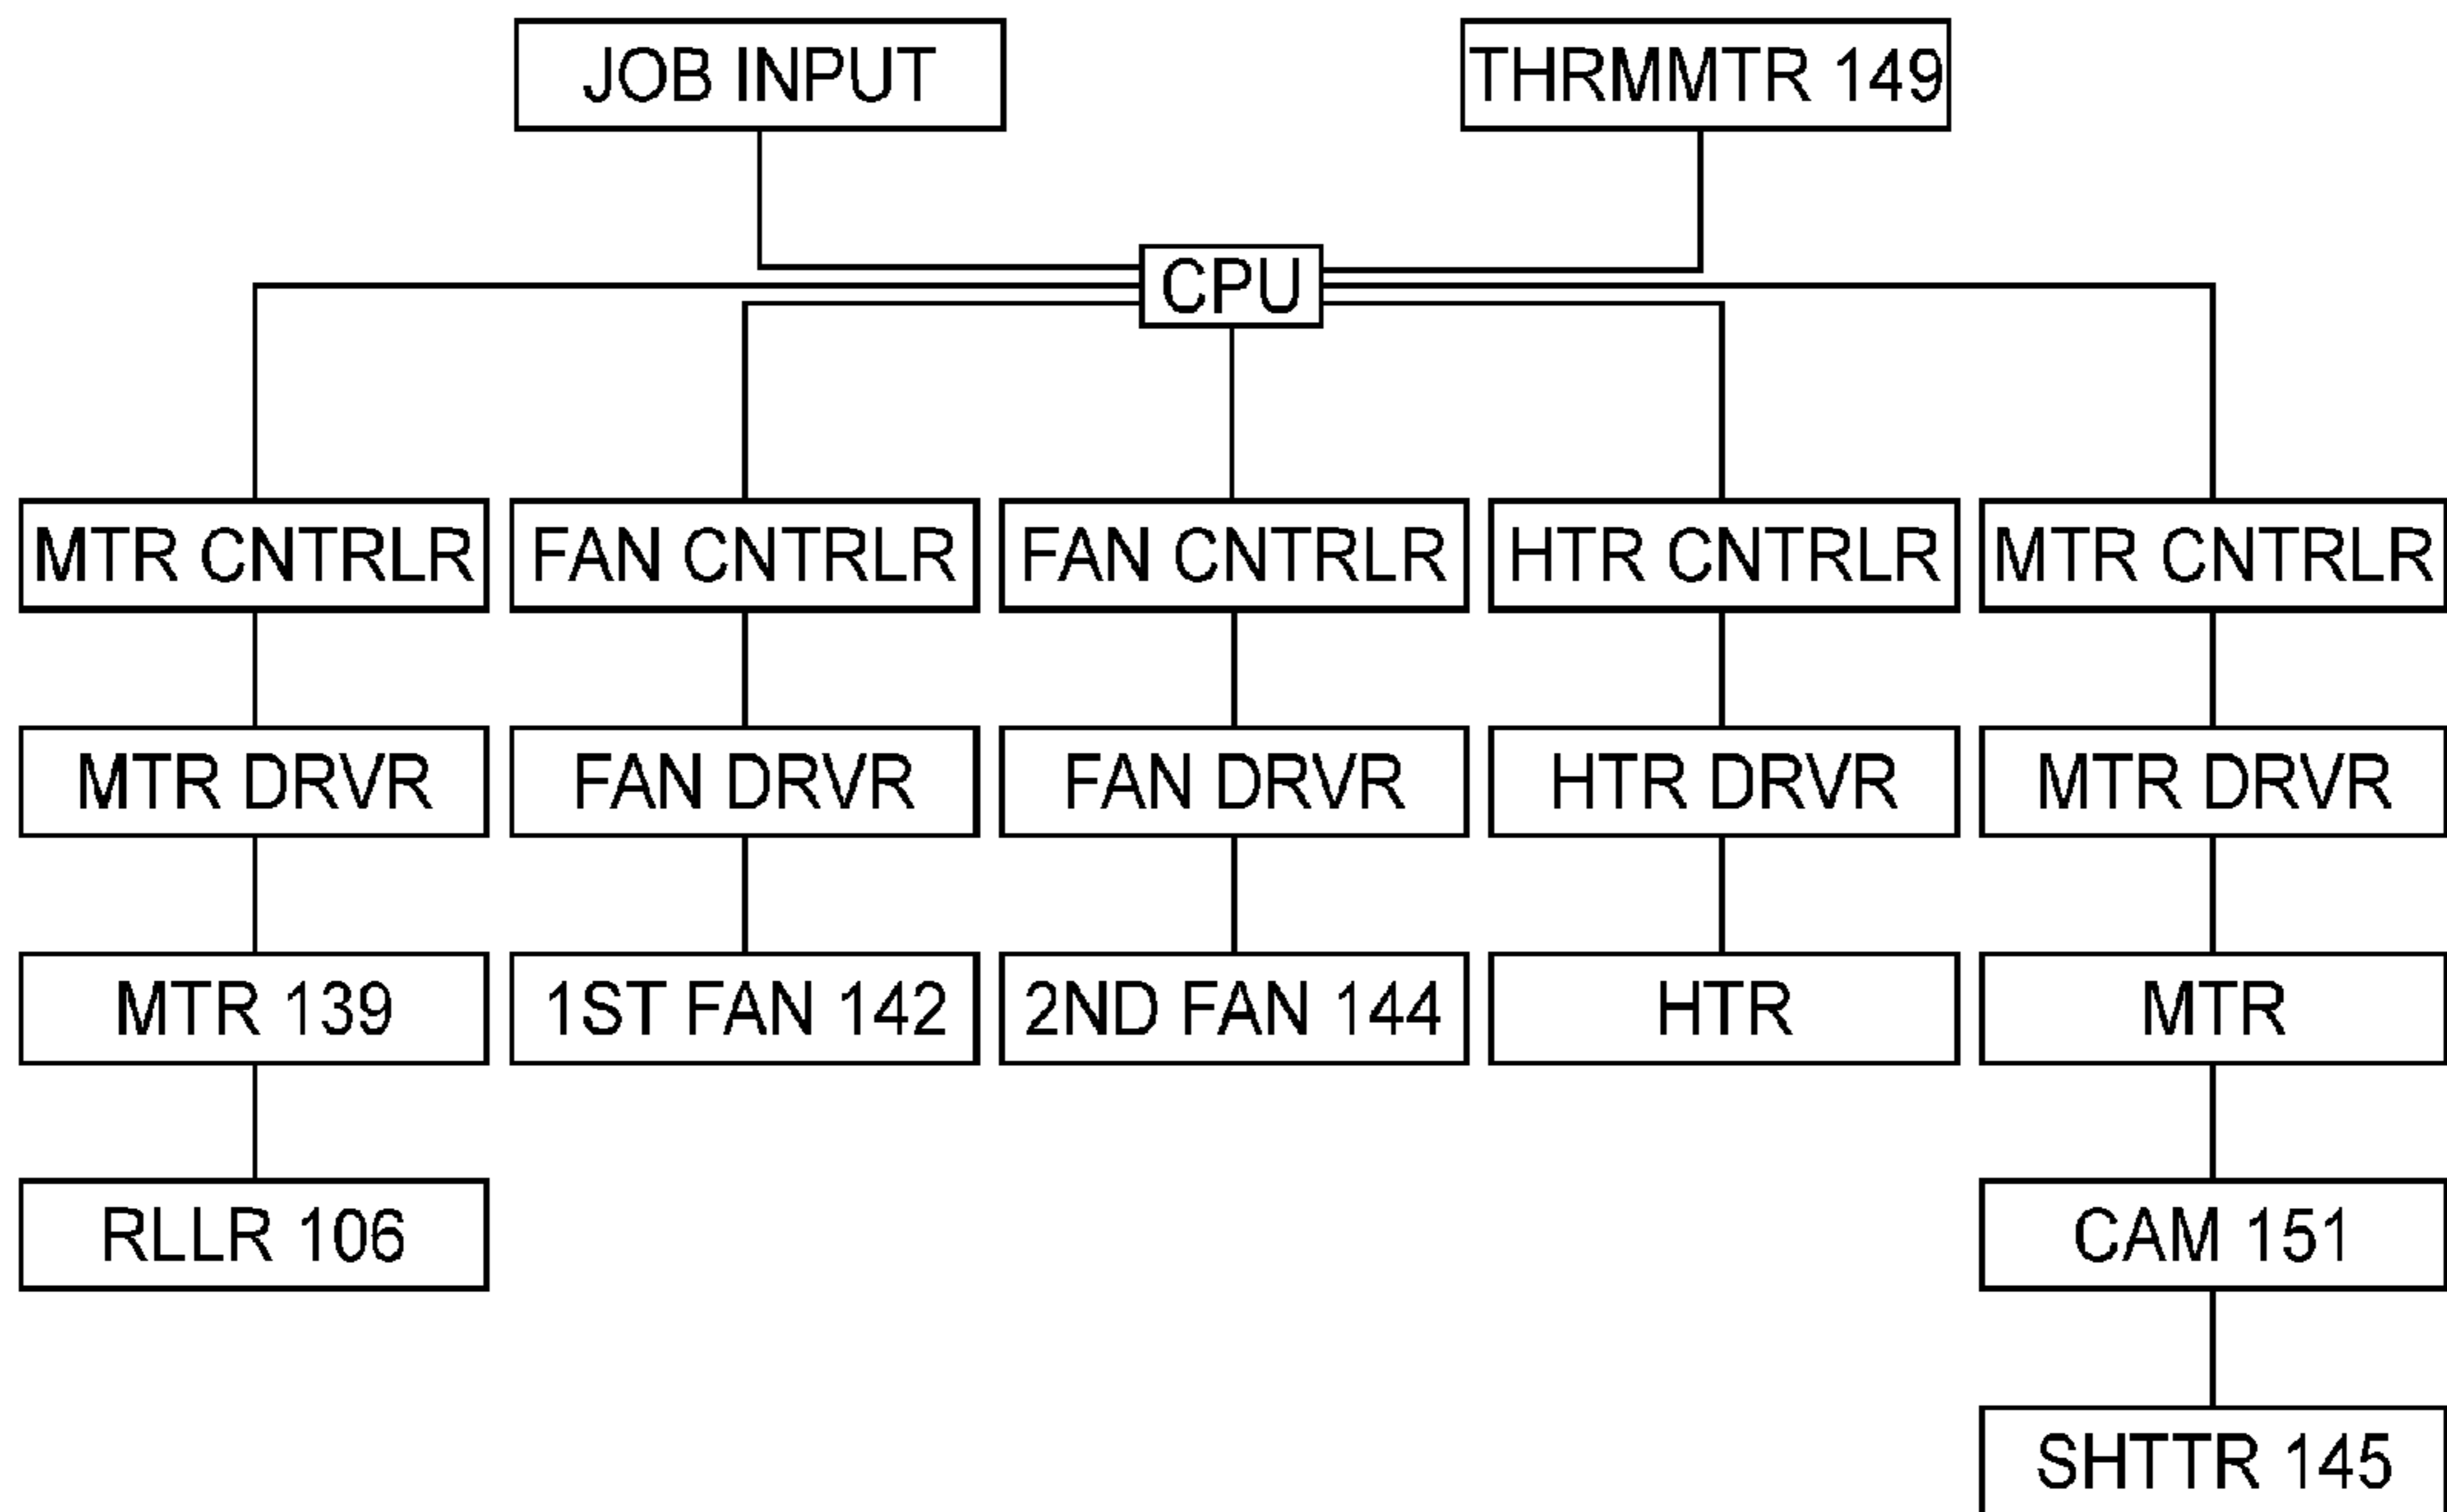 JOB INPUT
THRMMTR 149
CPU
MTR CNTRLR
FAN CNTRLR
FAN CNTRLR
HTR CNTRLR
MTR CNTRLR
MTR DRVR
FAN DRVR
FAN DRVR
HTR DRVR
MTR DRVR
MTR 139
1ST FAN 142
2ND FAN 144
HTR
MTR
RLLR 106
CAM 151
SHTTR 145